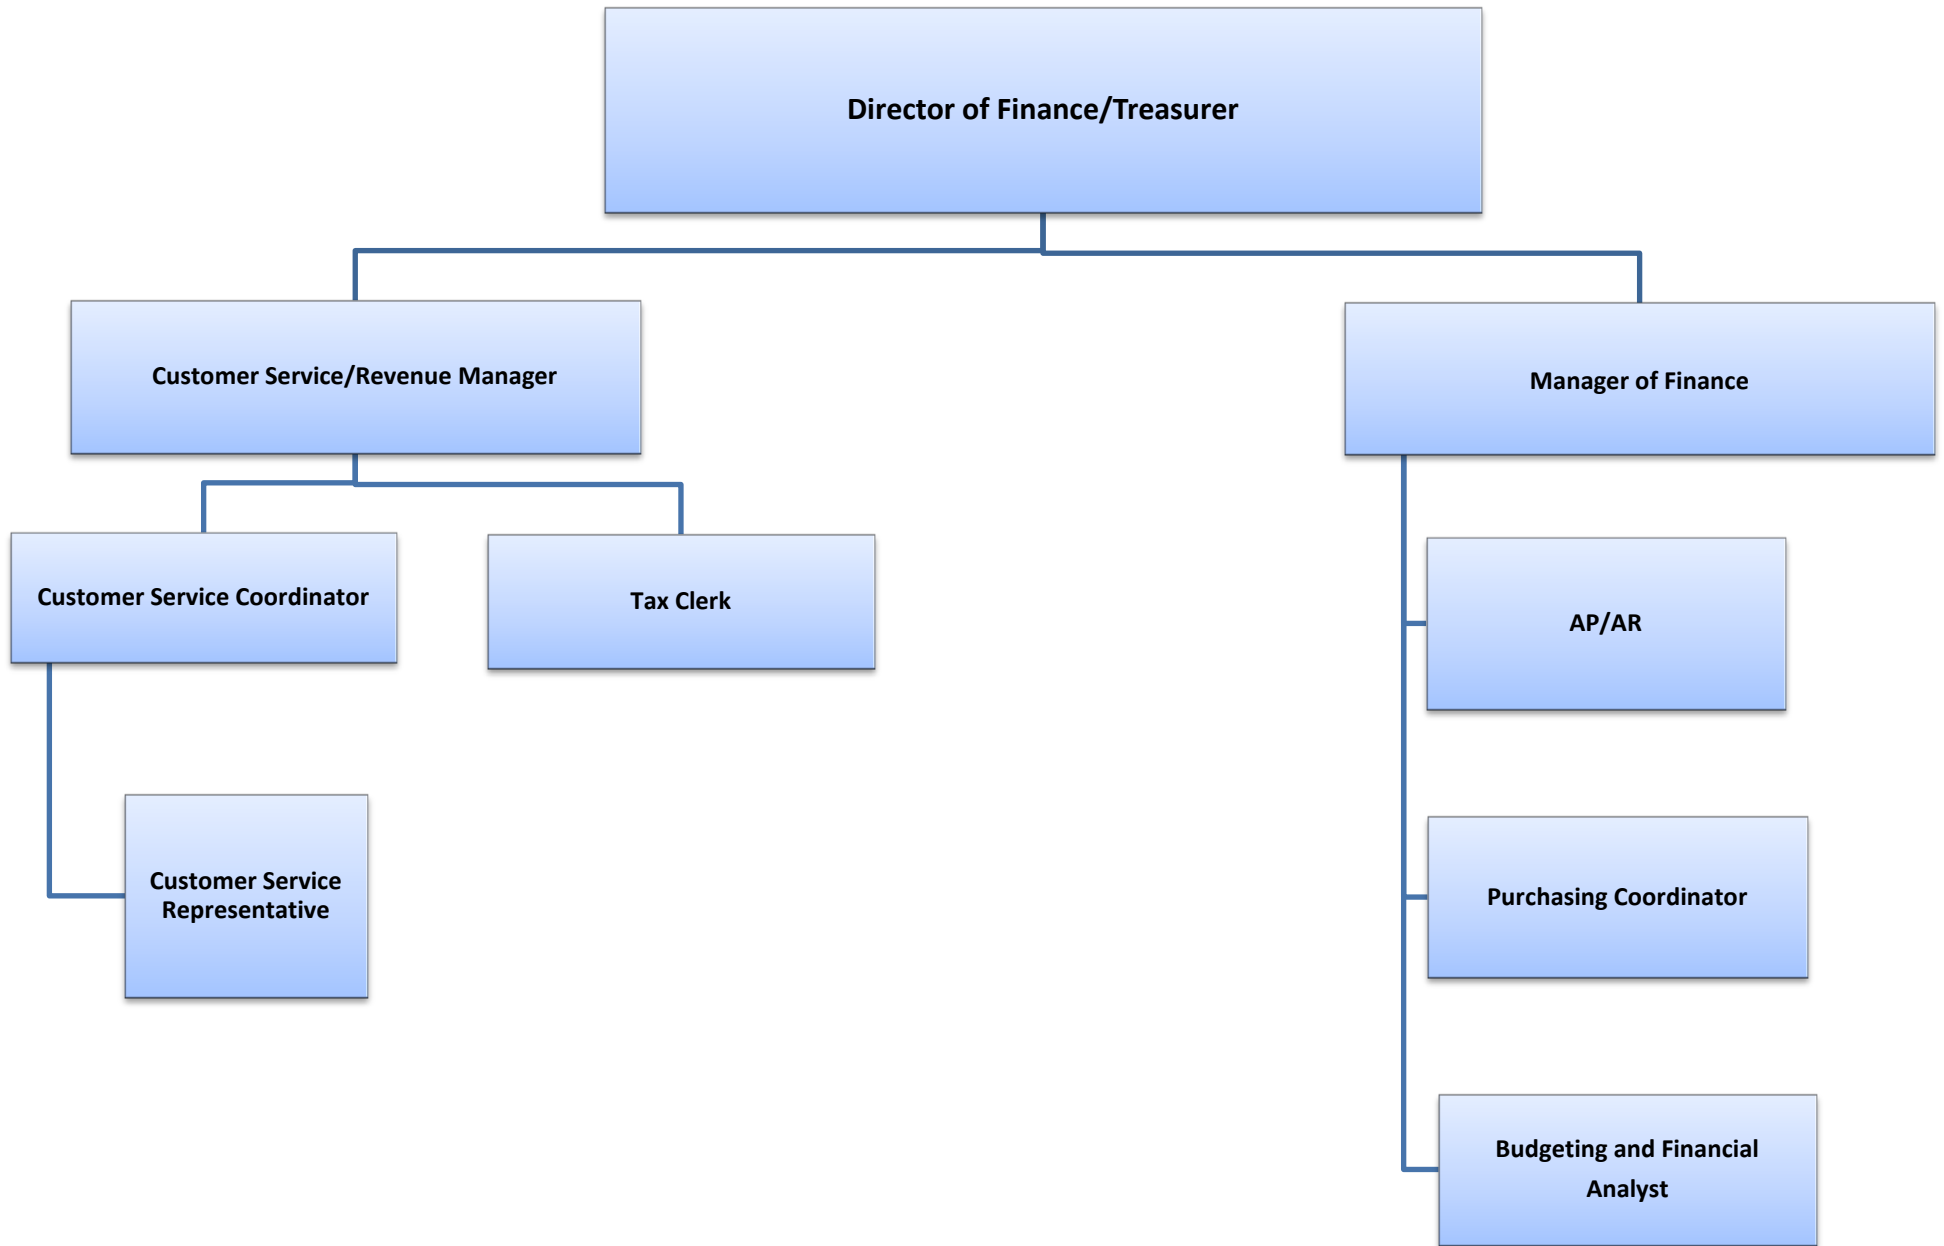 Director of Finance/Treasurer
Customer Service/Revenue Manager
Manager of Finance
Customer Service Coordinator
Tax Clerk
AP/AR
Customer Service
Representative
Purchasing Coordinator
Budgeting and Financial
Analyst